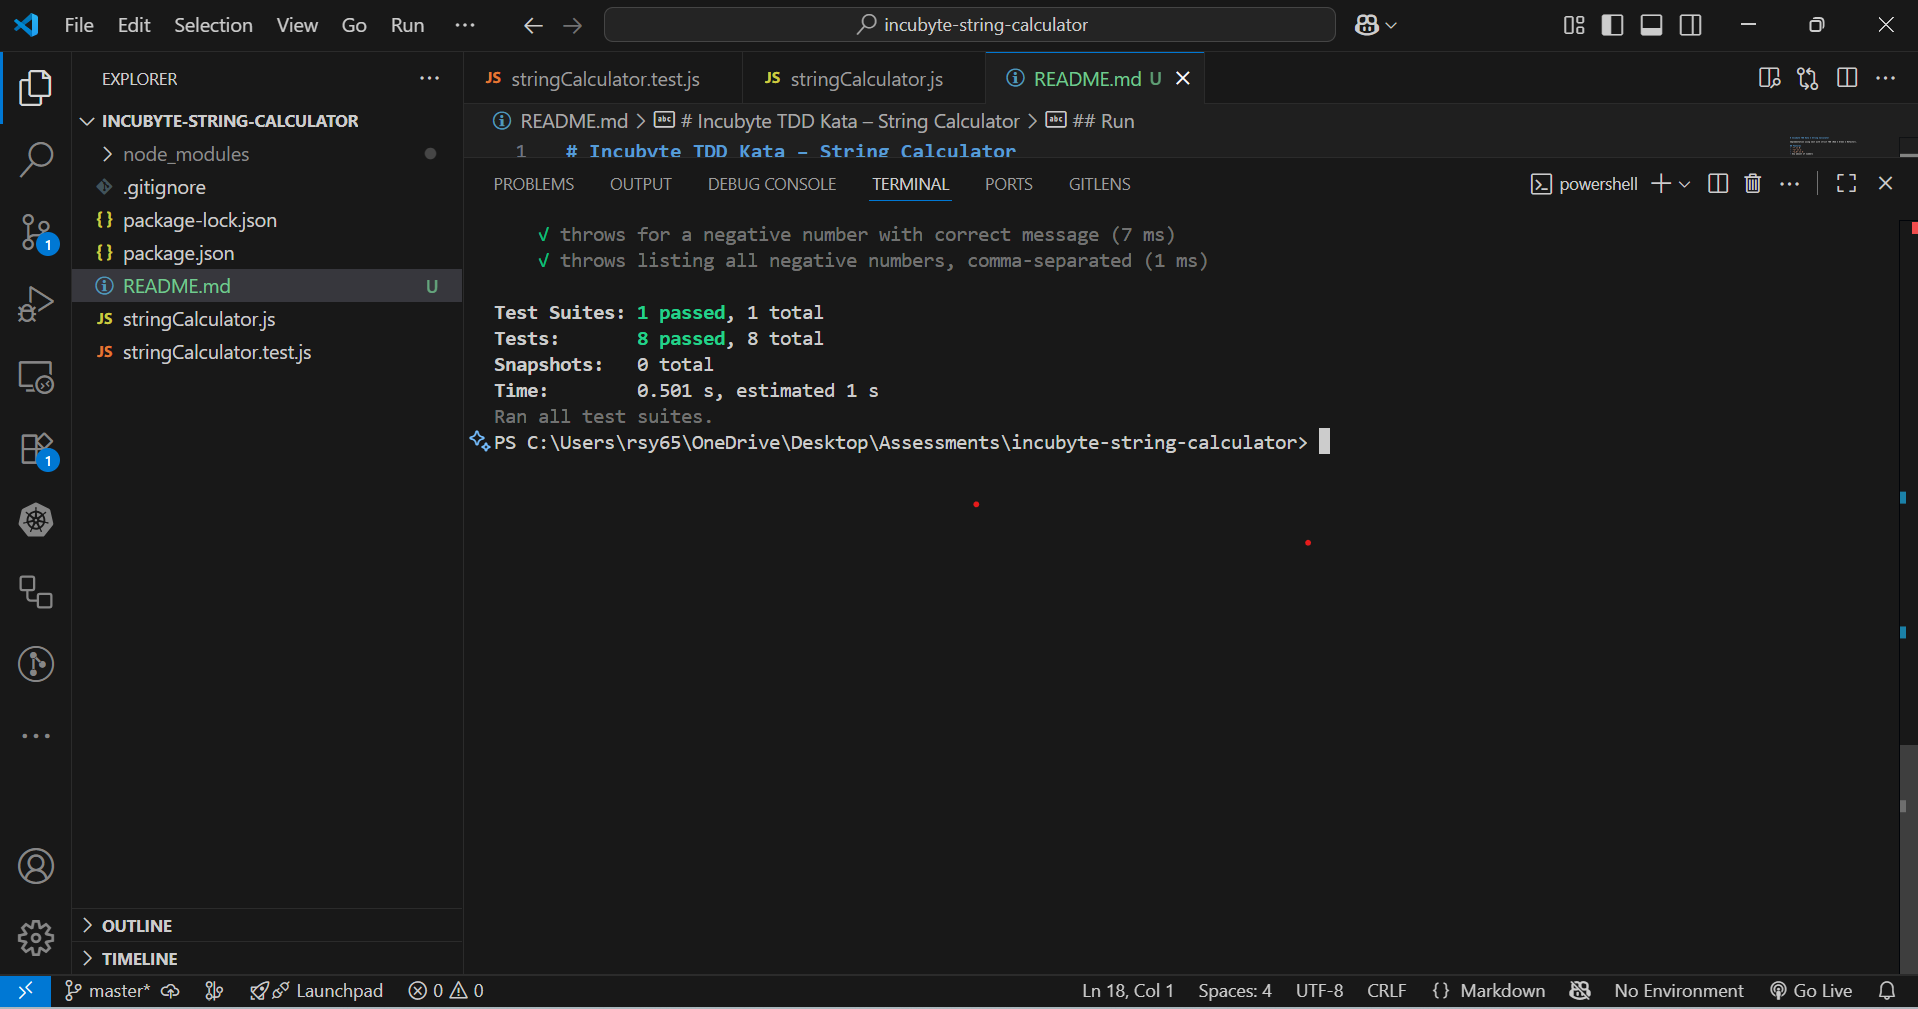 File Edit Selection View Go Run ··· incubyte-string-calculator
EXPLORER ···
INCUBYTE-STRING-CALCULATOR
node_modules
.gitignore
{} package-lock.json
{} package.json
README.md U
JS stringCalculator.js
JS stringCalculator.test.js
OUTLINE
TIMELINE
1
1
JS stringCalculator.test.js JS stringCalculator.js README.md U
README.md > # Incubyte TDD Kata – String Calculator > ## Run
1 # Incubyte TDD Kata – String Calculator
PROBLEMS OUTPUT DEBUG CONSOLE TERMINAL PORTS GITLENS powershell
√ throws for a negative number with correct message (7 ms)
√ throws listing all negative numbers, comma-separated (1 ms)
Test Suites: 1 passed, 1 total
Tests: 8 passed, 8 total
Snapshots: 0 total
Time: 0.501 s, estimated 1 s
Ran all test suites.
PS C:\Users\rsy65\OneDrive\Desktop\Assessments\incubyte-string-calculator>
master* Launchpad 0 0 Ln 18, Col 1 Spaces: 4 UTF-8 CRLF {} Markdown No Environment Go Live